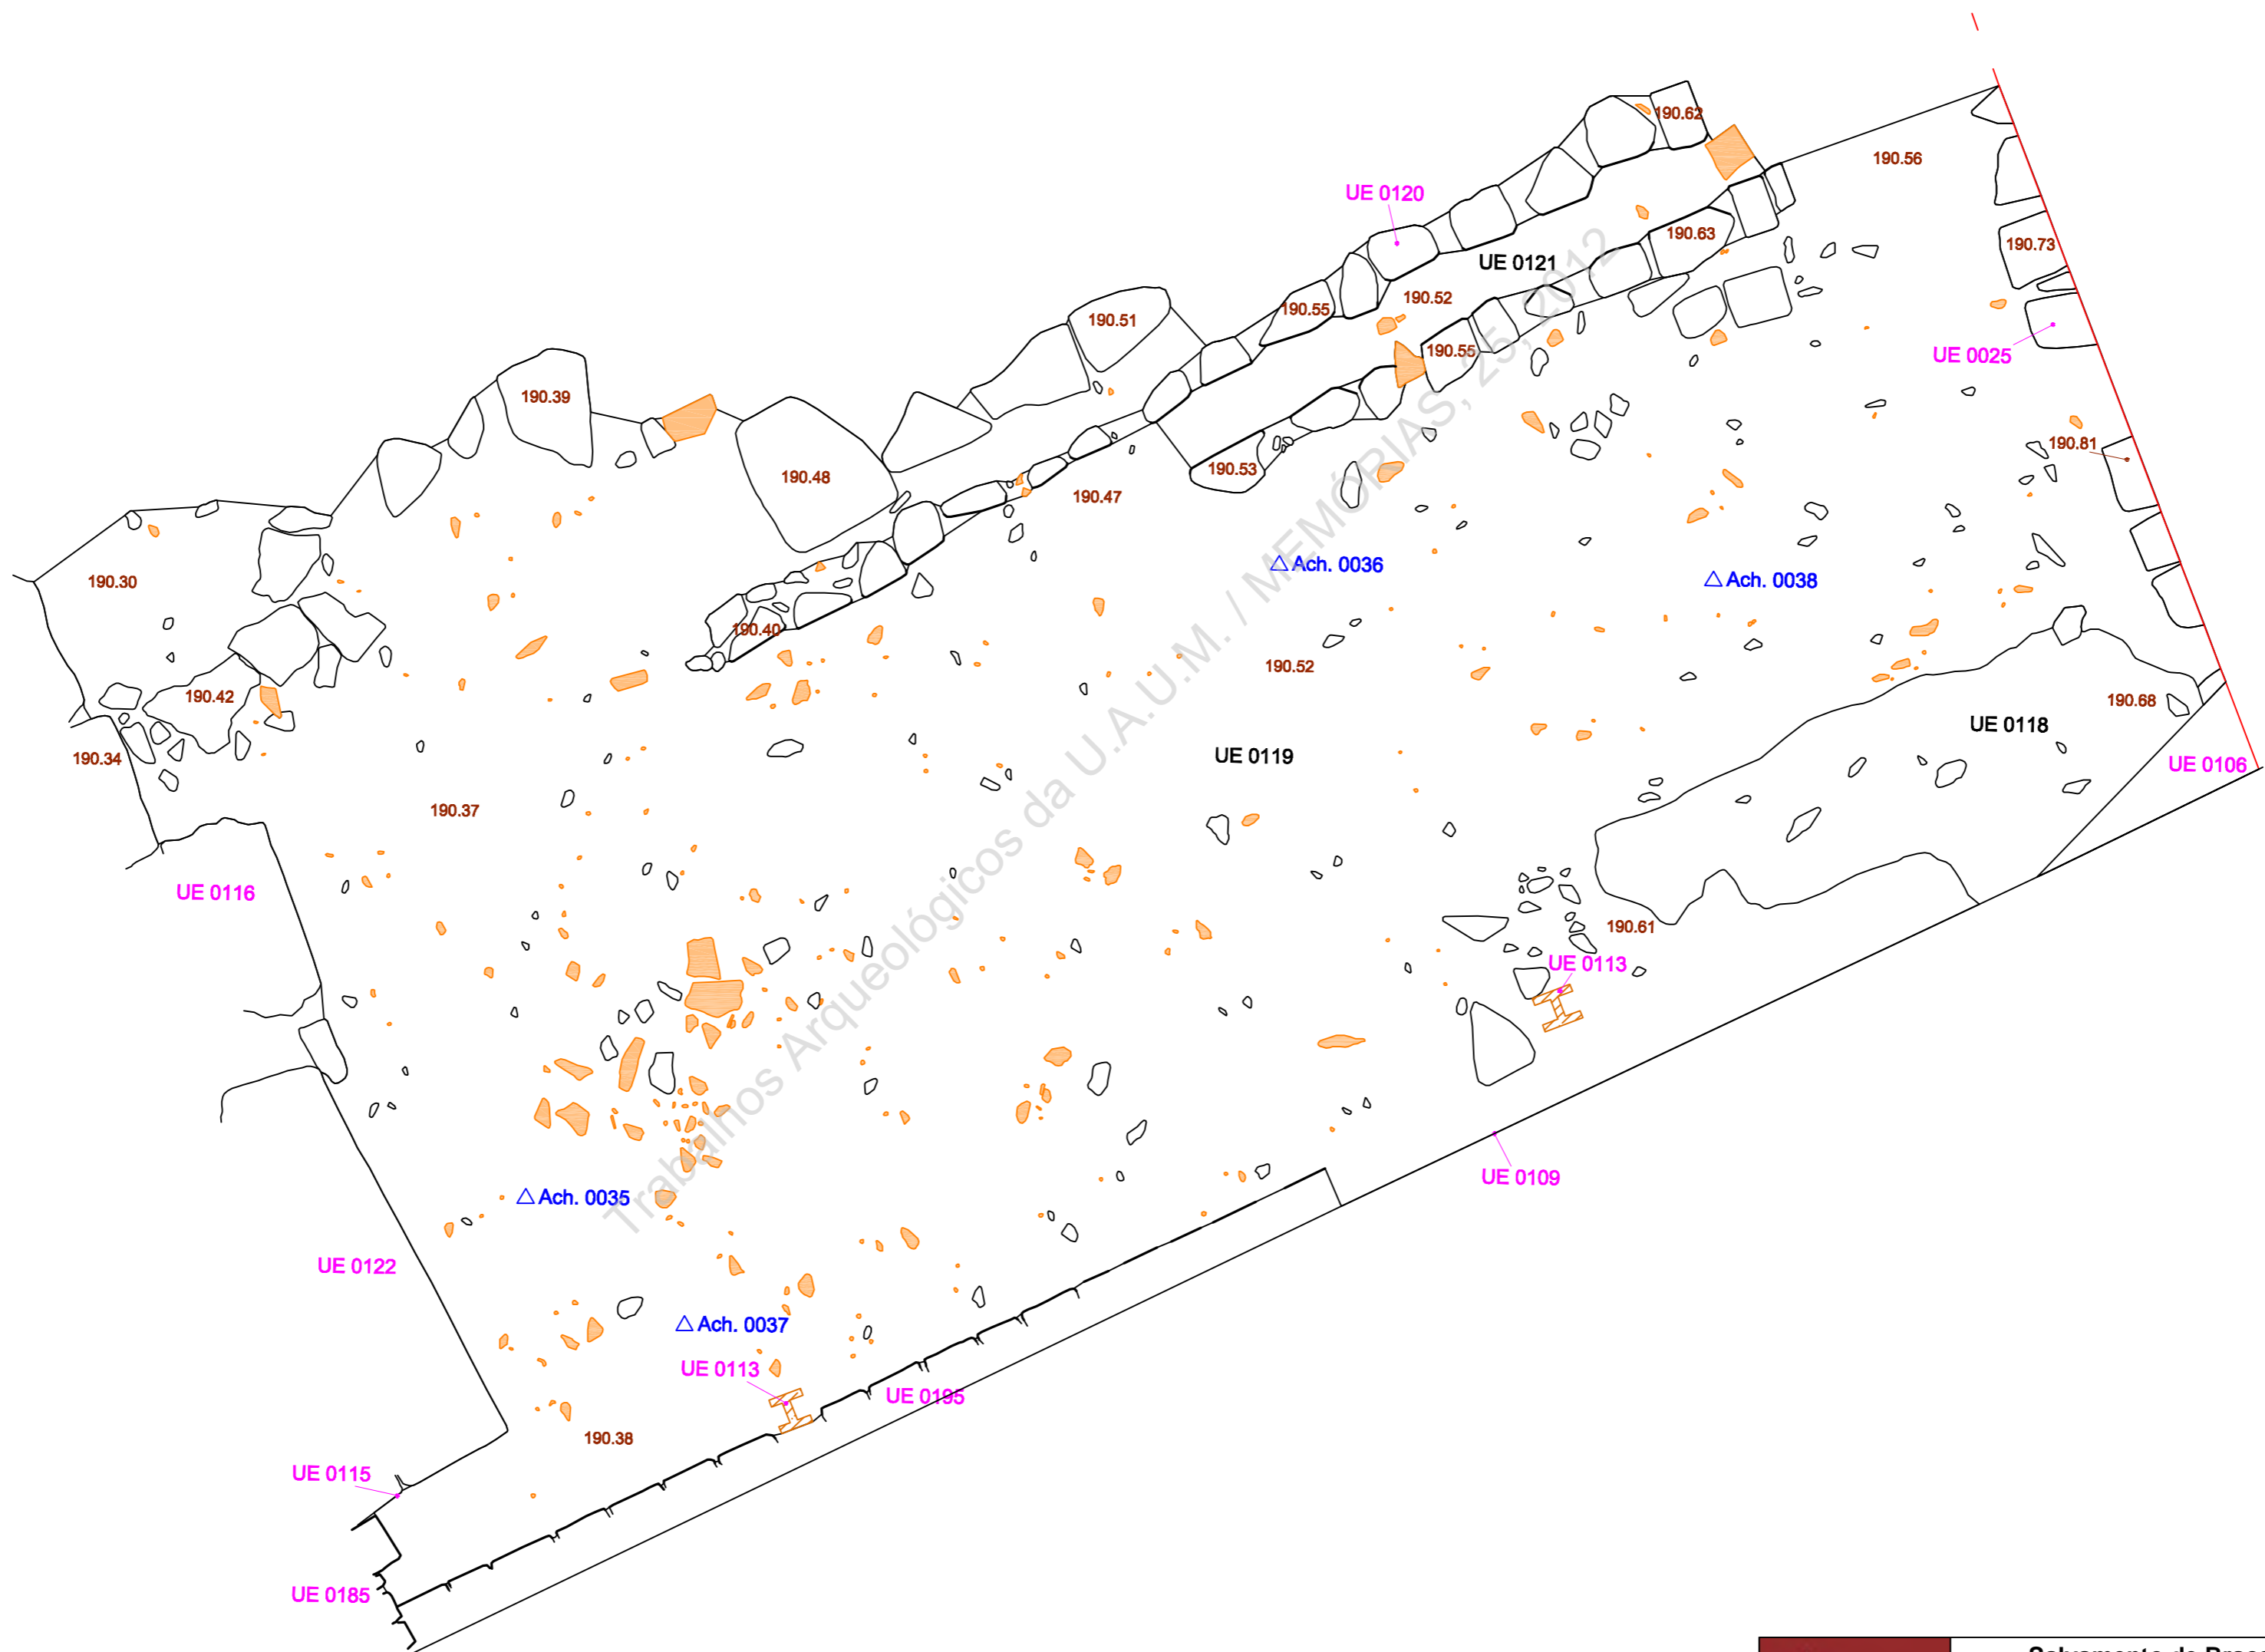 190.62
190.56
UE 0120
190.63
190.73
UE 0121
190.52
190.55
190.51
190.55
UE 0025
190.39
190.81
190.53
190.48
190.47
Ach. 0036
Ach. 0038
190.30
190.40
190.52
190.42
190.68
UE 0118
190.34
UE 0119
UE 0106
190.37
UE 0116
190.61
UE 0113
UE 0109
Ach. 0035
UE 0122
Ach. 0037
UE 0113
UE 0195
190.38
UE 0115
UE 0185
Trabalhos Arqueológicos da U.A.U.M. / MEMÓRIAS, 25, 2012